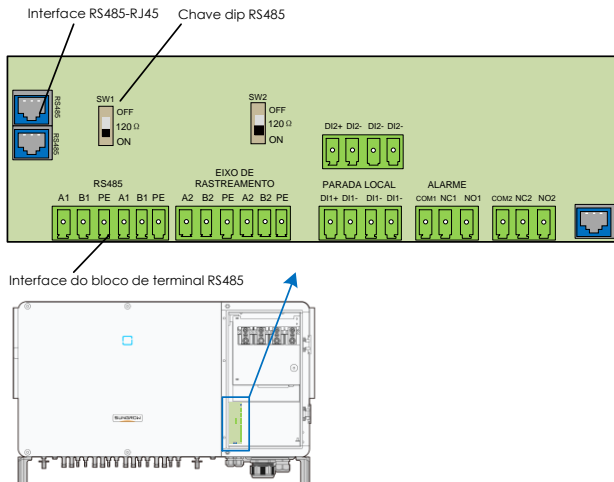 Interface RS485-RJ45
Chave dip RS485
RS485
RS485
SW1
OFF
120 Ω
ON
SW2
OFF
120 Ω
ON
DI2+ DI2- DI2- DI2-
RS485
A1 B1 PE A1 B1 PE
EIXO DE
RASTREAMENTO
A2 B2 PE A2 B2 PE
PARADA LOCAL
DI1+ DI1- DI1- DI1-
ALARME
COM1 NC1 NO1
COM2 NC2 NO2
Interface do bloco de terminal RS485
SUNGROW